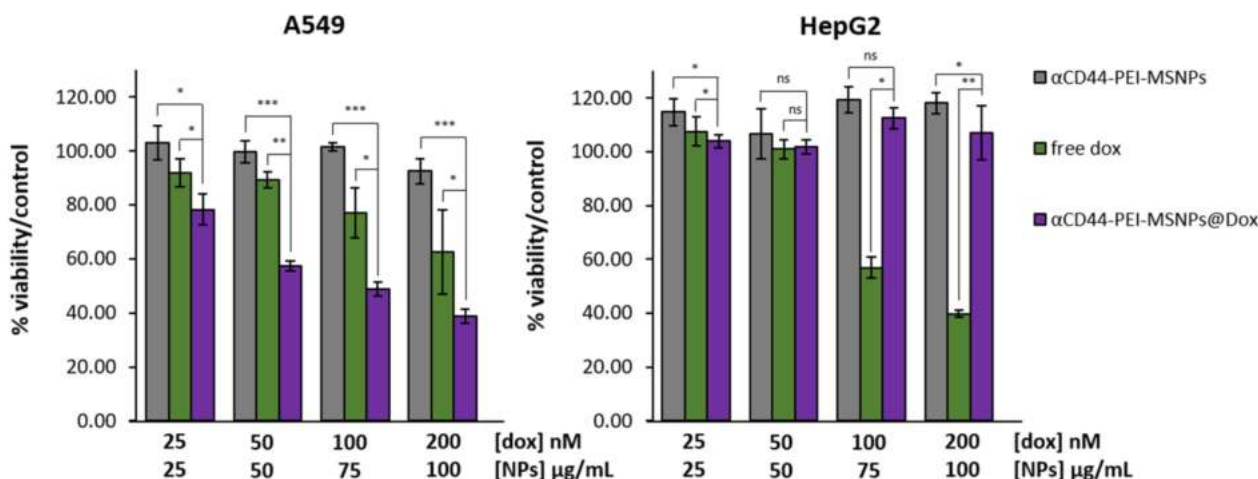 A549
% viability/control
120.00
100.00
80.00
60.00
40.00
20.00
0.00
* * *** ** *** * *** *
25 50 100 200 [dox] nM
25 50 75 100 [NPs] µg/mL
HepG2
% viability/control
120.00
100.00
80.00
60.00
40.00
20.00
0.00
* * ns ns ns * * **
25 50 100 200 [dox] nM
25 50 75 100 [NPs] µg/mL
αCD44-PEI-MSNPs
free dox
αCD44-PEI-MSNPs@Dox